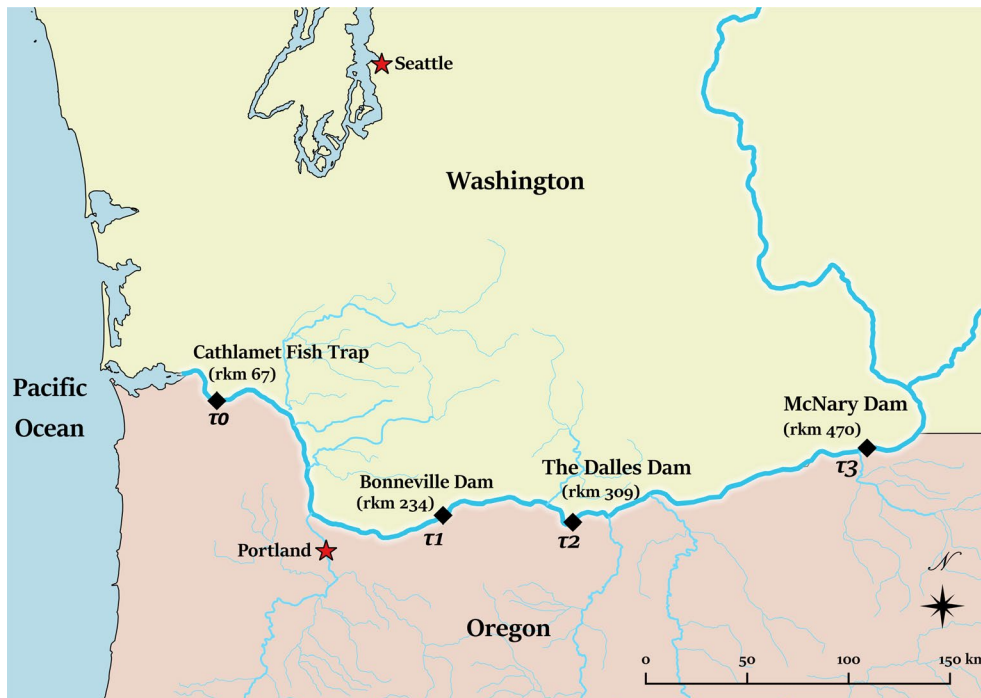 Seattle
Washington
Cathlamet Fish Trap
(rkm 67)
Pacific
Ocean
τ0
McNary Dam
(rkm 470)
τ3
Bonneville Dam
(rkm 234)
τ1
The Dalles Dam
(rkm 309)
τ2
Portland
Oregon
N
0 50 100 150 km